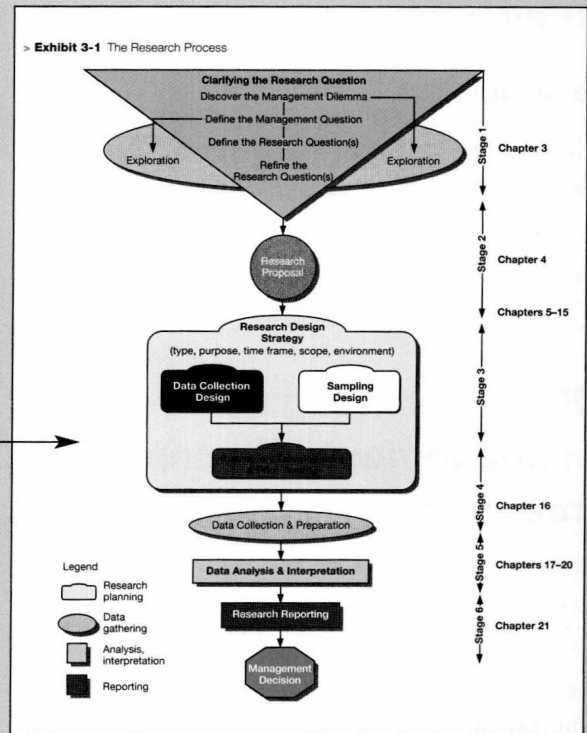 > Exhibit 3-1 The Research Process
Clarifying the Research Question
Discover the Management Dilemma
Define the Management Question
Define the Research Question(s)
Exploration
Refine the
Research Question(s)
Exploration
Stage 1
Chapter 3
Research
Proposal
Stage 2
Chapter 4
Chapters 5–15
Research Design
Strategy
(type, purpose, time frame, scope, environment)
Data Collection
Design
Sampling
Design
Stage 3
Data Collection & Preparation
Stage 4
Chapter 16
Data Analysis & Interpretation
Stage 5
Chapters 17–20
Research Reporting
Stage 6
Chapter 21
Management
Decision
Legend
Research
planning
Data
gathering
Analysis,
interpretation
Reporting